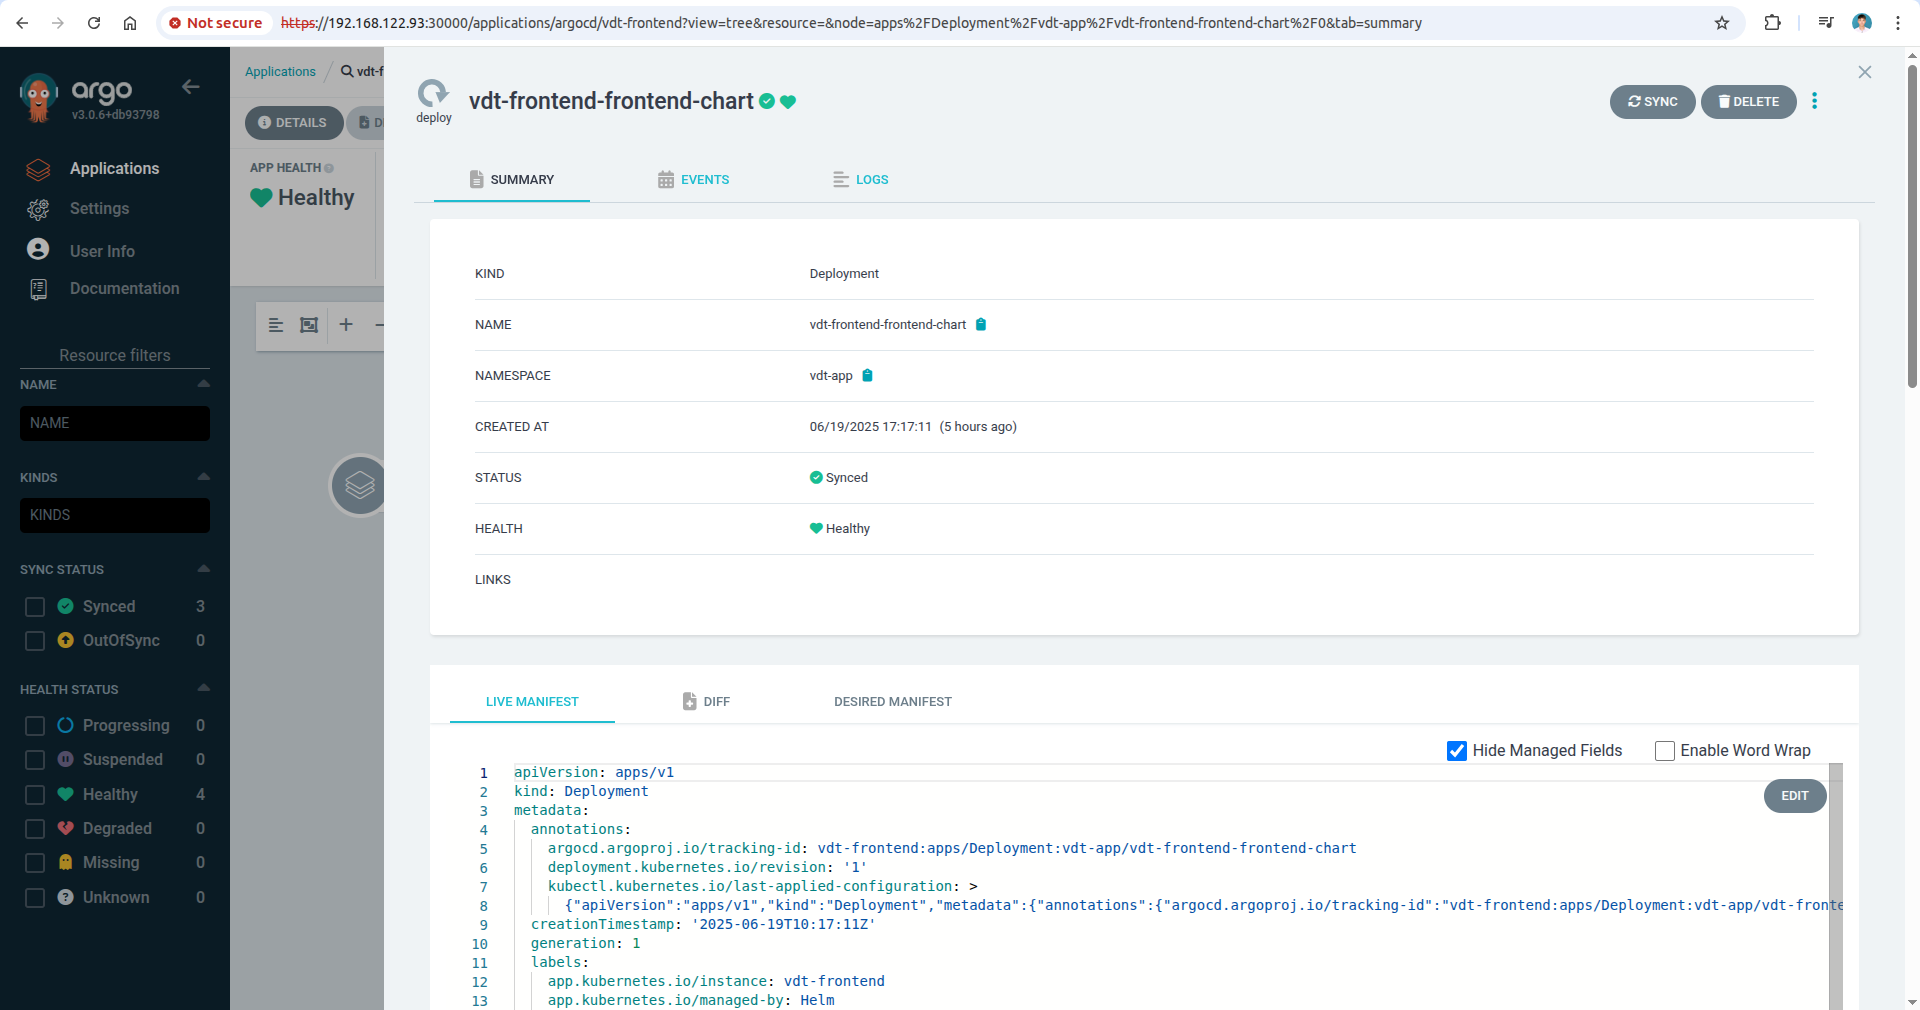 Not secure
https://192.168.122.93:30000/applications/argocd/vdt-frontend?view=tree&resource=&node=apps%2FDeployment%2Fvdt-app%2Fvdt-frontend-frontend-chart%2F0&tab=summary
argo
v3.0.6+db93798
Applications
Settings
User Info
Documentation
Resource filters
NAME
NAME
KINDS
KINDS
SYNC STATUS
Synced 3
OutOfSync 0
HEALTH STATUS
Progressing 0
Suspended 0
Healthy 4
Degraded 0
Missing 0
Unknown 0
Applications / vdt-f
DETAILS D
APP HEALTH
Healthy
deploy
vdt-frontend-frontend-chart
SYNC
DELETE
SUMMARY
EVENTS
LOGS
KIND Deployment
NAME vdt-frontend-frontend-chart
NAMESPACE vdt-app
CREATED AT 06/19/2025 17:17:11 (5 hours ago)
STATUS Synced
HEALTH Healthy
LINKS
LIVE MANIFEST
DIFF
DESIRED MANIFEST
Hide Managed Fields
Enable Word Wrap
EDIT
1 apiVersion: apps/v1
2 kind: Deployment
3 metadata:
4 annotations:
5 argocd.argoproj.io/tracking-id: vdt-frontend:apps/Deployment:vdt-app/vdt-frontend-frontend-chart
6 deployment.kubernetes.io/revision: '1'
7 kubectl.kubernetes.io/last-applied-configuration: >
8 {"apiVersion":"apps/v1","kind":"Deployment","metadata":{"annotations":{"argocd.argoproj.io/tracking-id":"vdt-frontend:apps/Deployment:vdt-app/vdt-fronte
9 creationTimestamp: '2025-06-19T10:17:11Z'
10 generation: 1
11 labels:
12 app.kubernetes.io/instance: vdt-frontend
13 app.kubernetes.io/managed-by: Helm